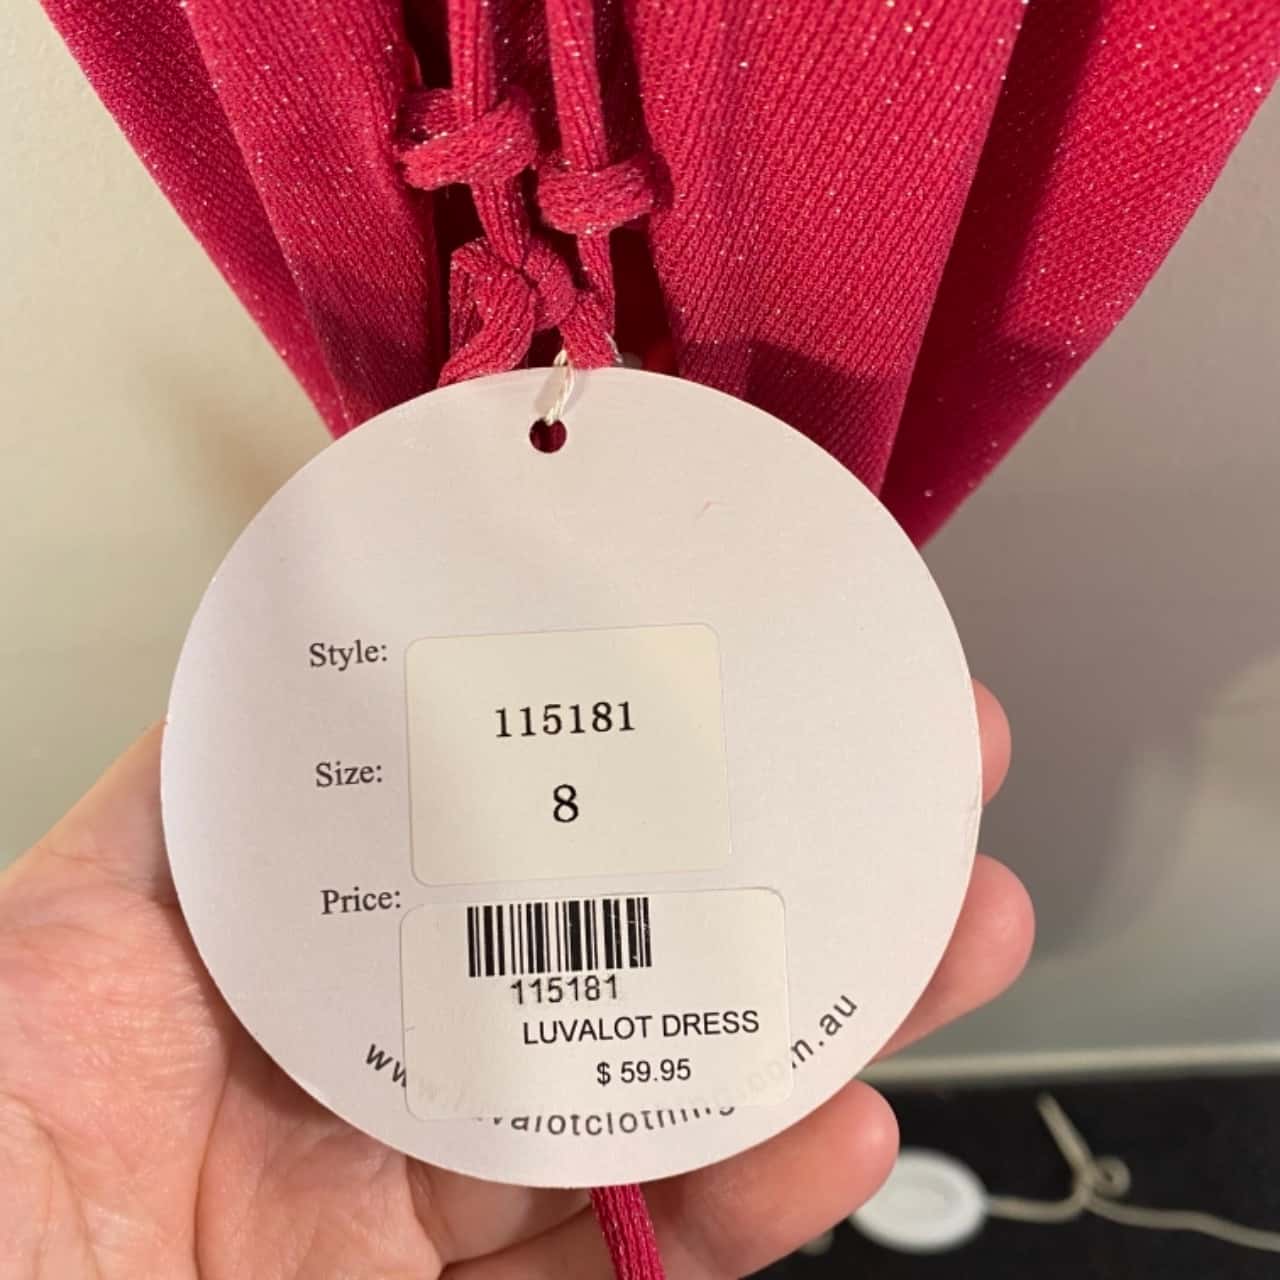 Style:
115181
Size:
8
Price:
115181
LUVALOT DRESS
$ 59.95